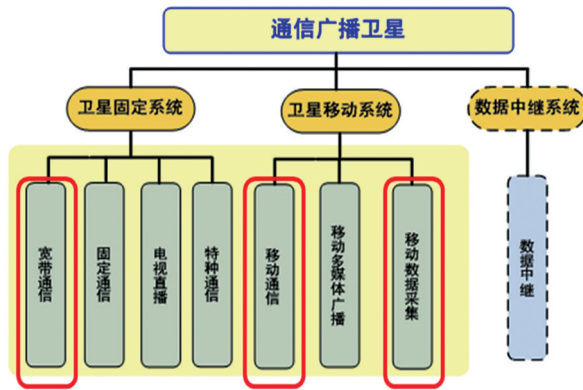 通信广播卫星
卫星固定系统
卫星移动系统
数据中继系统
宽带通信
固定通信
电视直播
特种通信
移动通信
移动多媒体广播
移动数据采集
数据中继